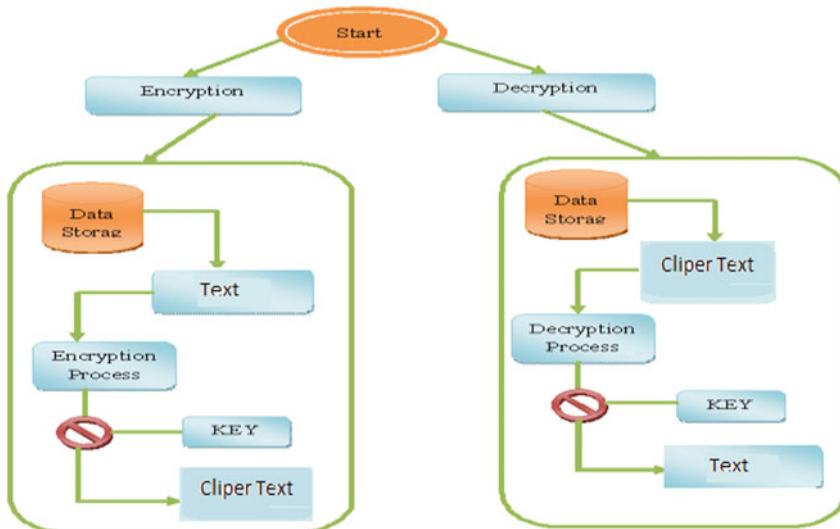 Start
Encryption
Decryption
Data
Storag
Text
Encryption
Process
KEY
Cliper Text
Data
Storag
Cliper Text
Decryption
Process
KEY
Text